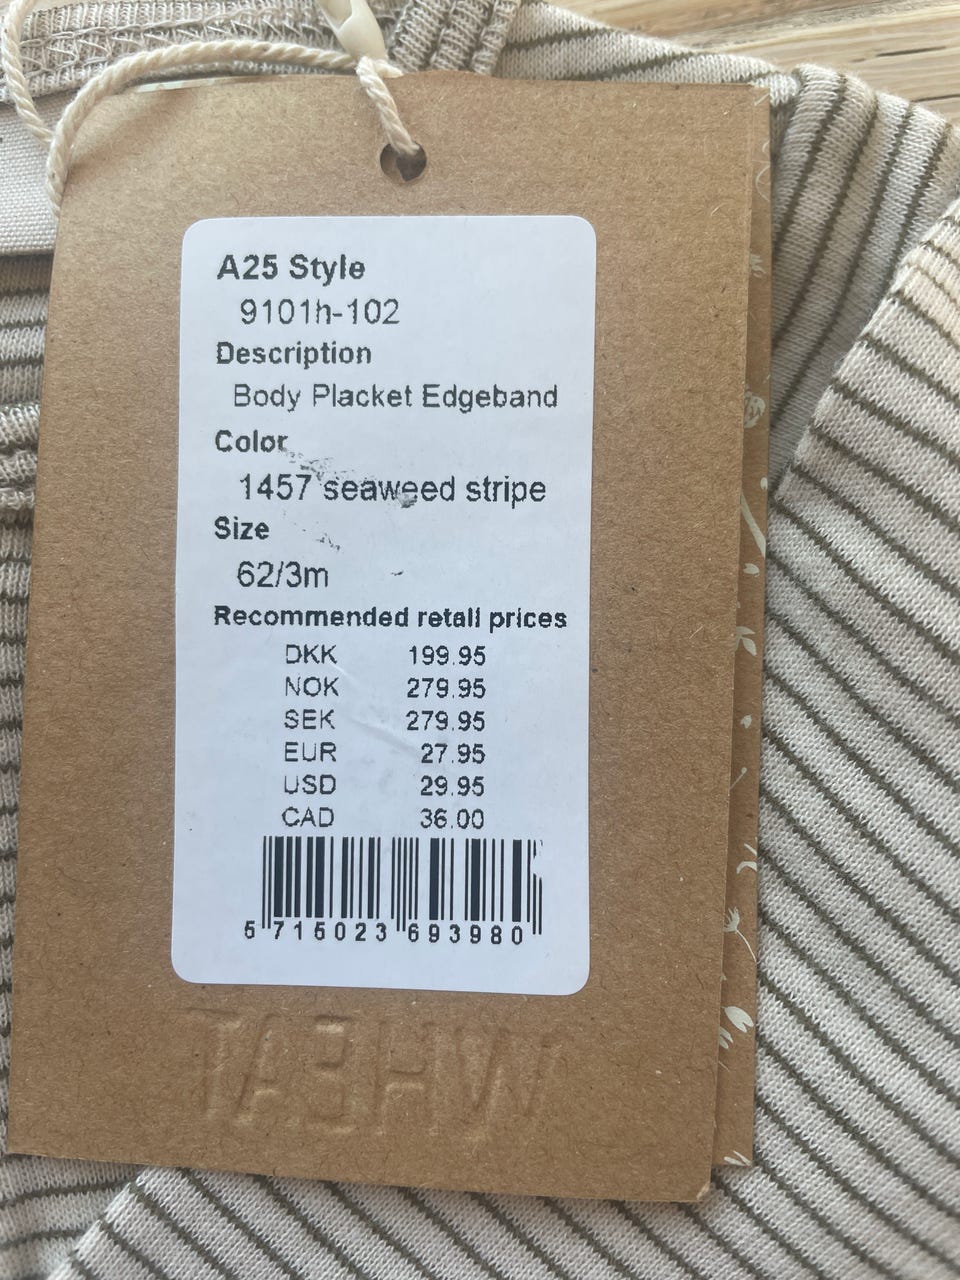 A25 Style
9101h-102
Description
Body Placket Edgeband
Color
1457 seaweed stripe
Size
62/3m
Recommended retail prices
DKK 199.95
NOK 279.95
SEK 279.95
EUR 27.95
USD 29.95
CAD 36.00
5 715023 693980
WHEAT